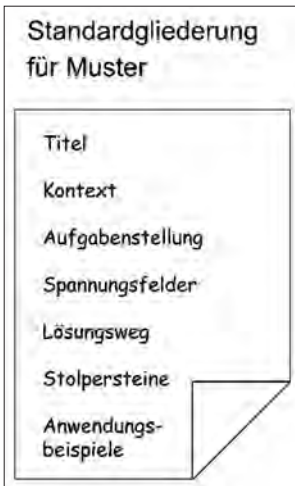 Standardgliederung
für Muster
Titel
Kontext
Aufgabenstellung
Spannungsfelder
Lösungsweg
Stolpersteine
Anwendungs-
beispiele